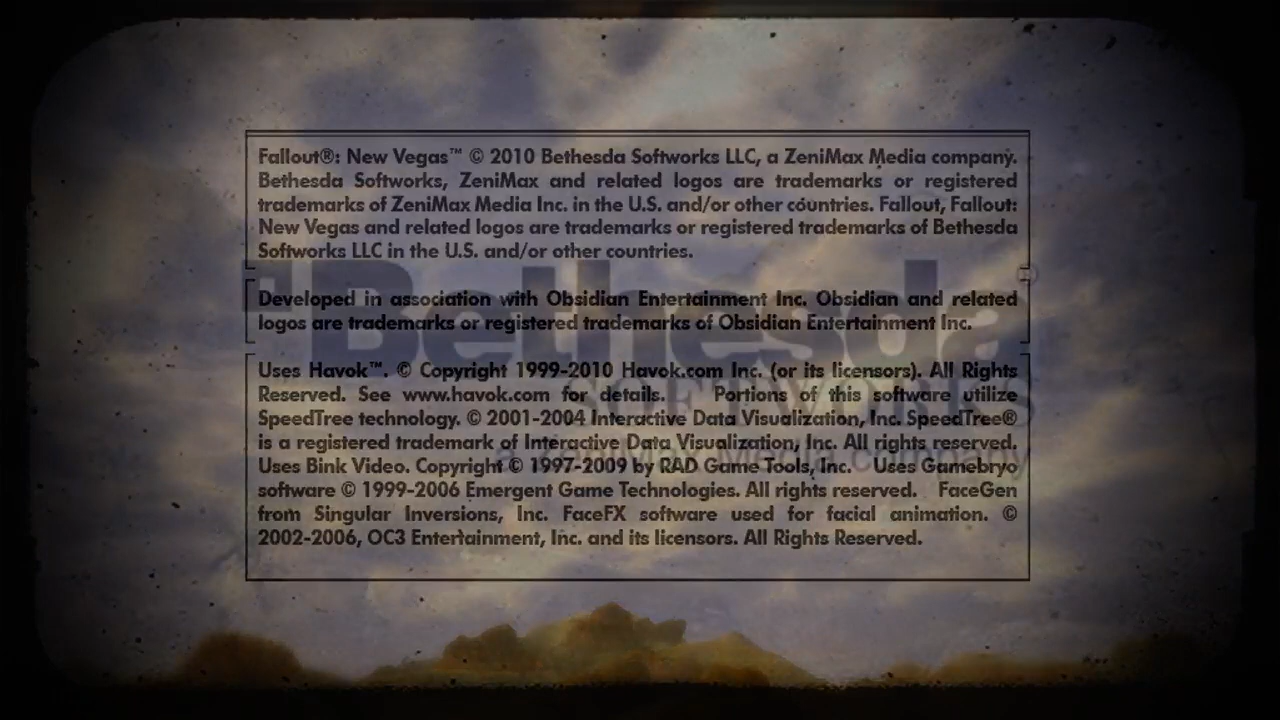 Fallout®: New Vegas™ © 2010 Bethesda Softworks LLC, a ZeniMax Media company.
Bethesda Softworks, ZeniMax and related logos are trademarks or registered
trademarks of ZeniMax Media Inc. in the U.S. and/or other countries. Fallout, Fallout:
New Vegas and related logos are trademarks or registered trademarks of Bethesda
Softworks LLC in the U.S. and/or other countries.
Developed in association with Obsidian Entertainment Inc. Obsidian and related
logos are trademarks or registered trademarks of Obsidian Entertainment Inc.
Uses Havok™. © Copyright 1999-2010 Havok.com Inc. (or its licensors). All Rights
Reserved. See www.havok.com for details. Portions of this software utilize
SpeedTree technology. © 2001-2004 Interactive Data Visualization, Inc. SpeedTree®
is a registered trademark of Interactive Data Visualization, Inc. All rights reserved.
Uses Bink Video. Copyright © 1997-2009 by RAD Game Tools, Inc. Uses Gamebryo
software © 1999-2006 Emergent Game Technologies. All rights reserved. FaceGen
from Singular Inversions, Inc. FaceFX software used for facial animation. ©
2002-2006, OC3 Entertainment, Inc. and its licensors. All Rights Reserved.
Bethesda
SOFTWORKS
a ZeniMax Media company